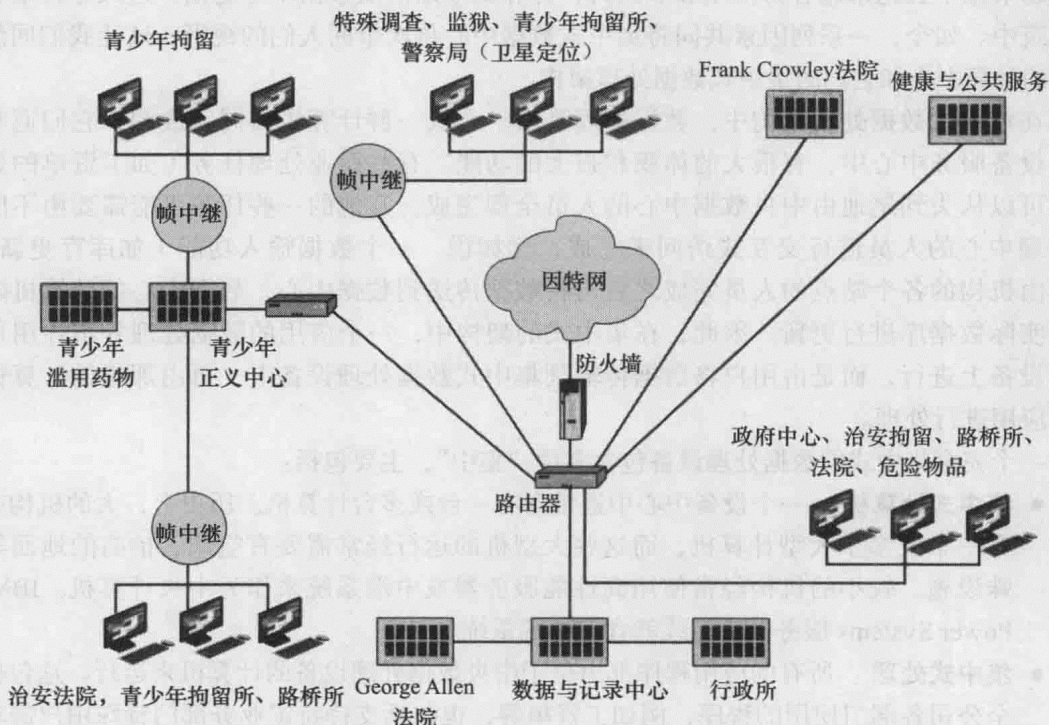 青少年拘留
特殊调查、监狱、青少年拘留所、
警察局（卫星定位）
Frank Crowley法院
健康与公共服务
帧中继
帧中继
因特网
防火墙
青少年
滥用药物
青少年
正义中心
路由器
政府中心、治安拘留、路桥所、
法院、危险物品
帧中继
治安法院、青少年拘留所、路桥所
George Allen
法院
数据与记录中心
行政所